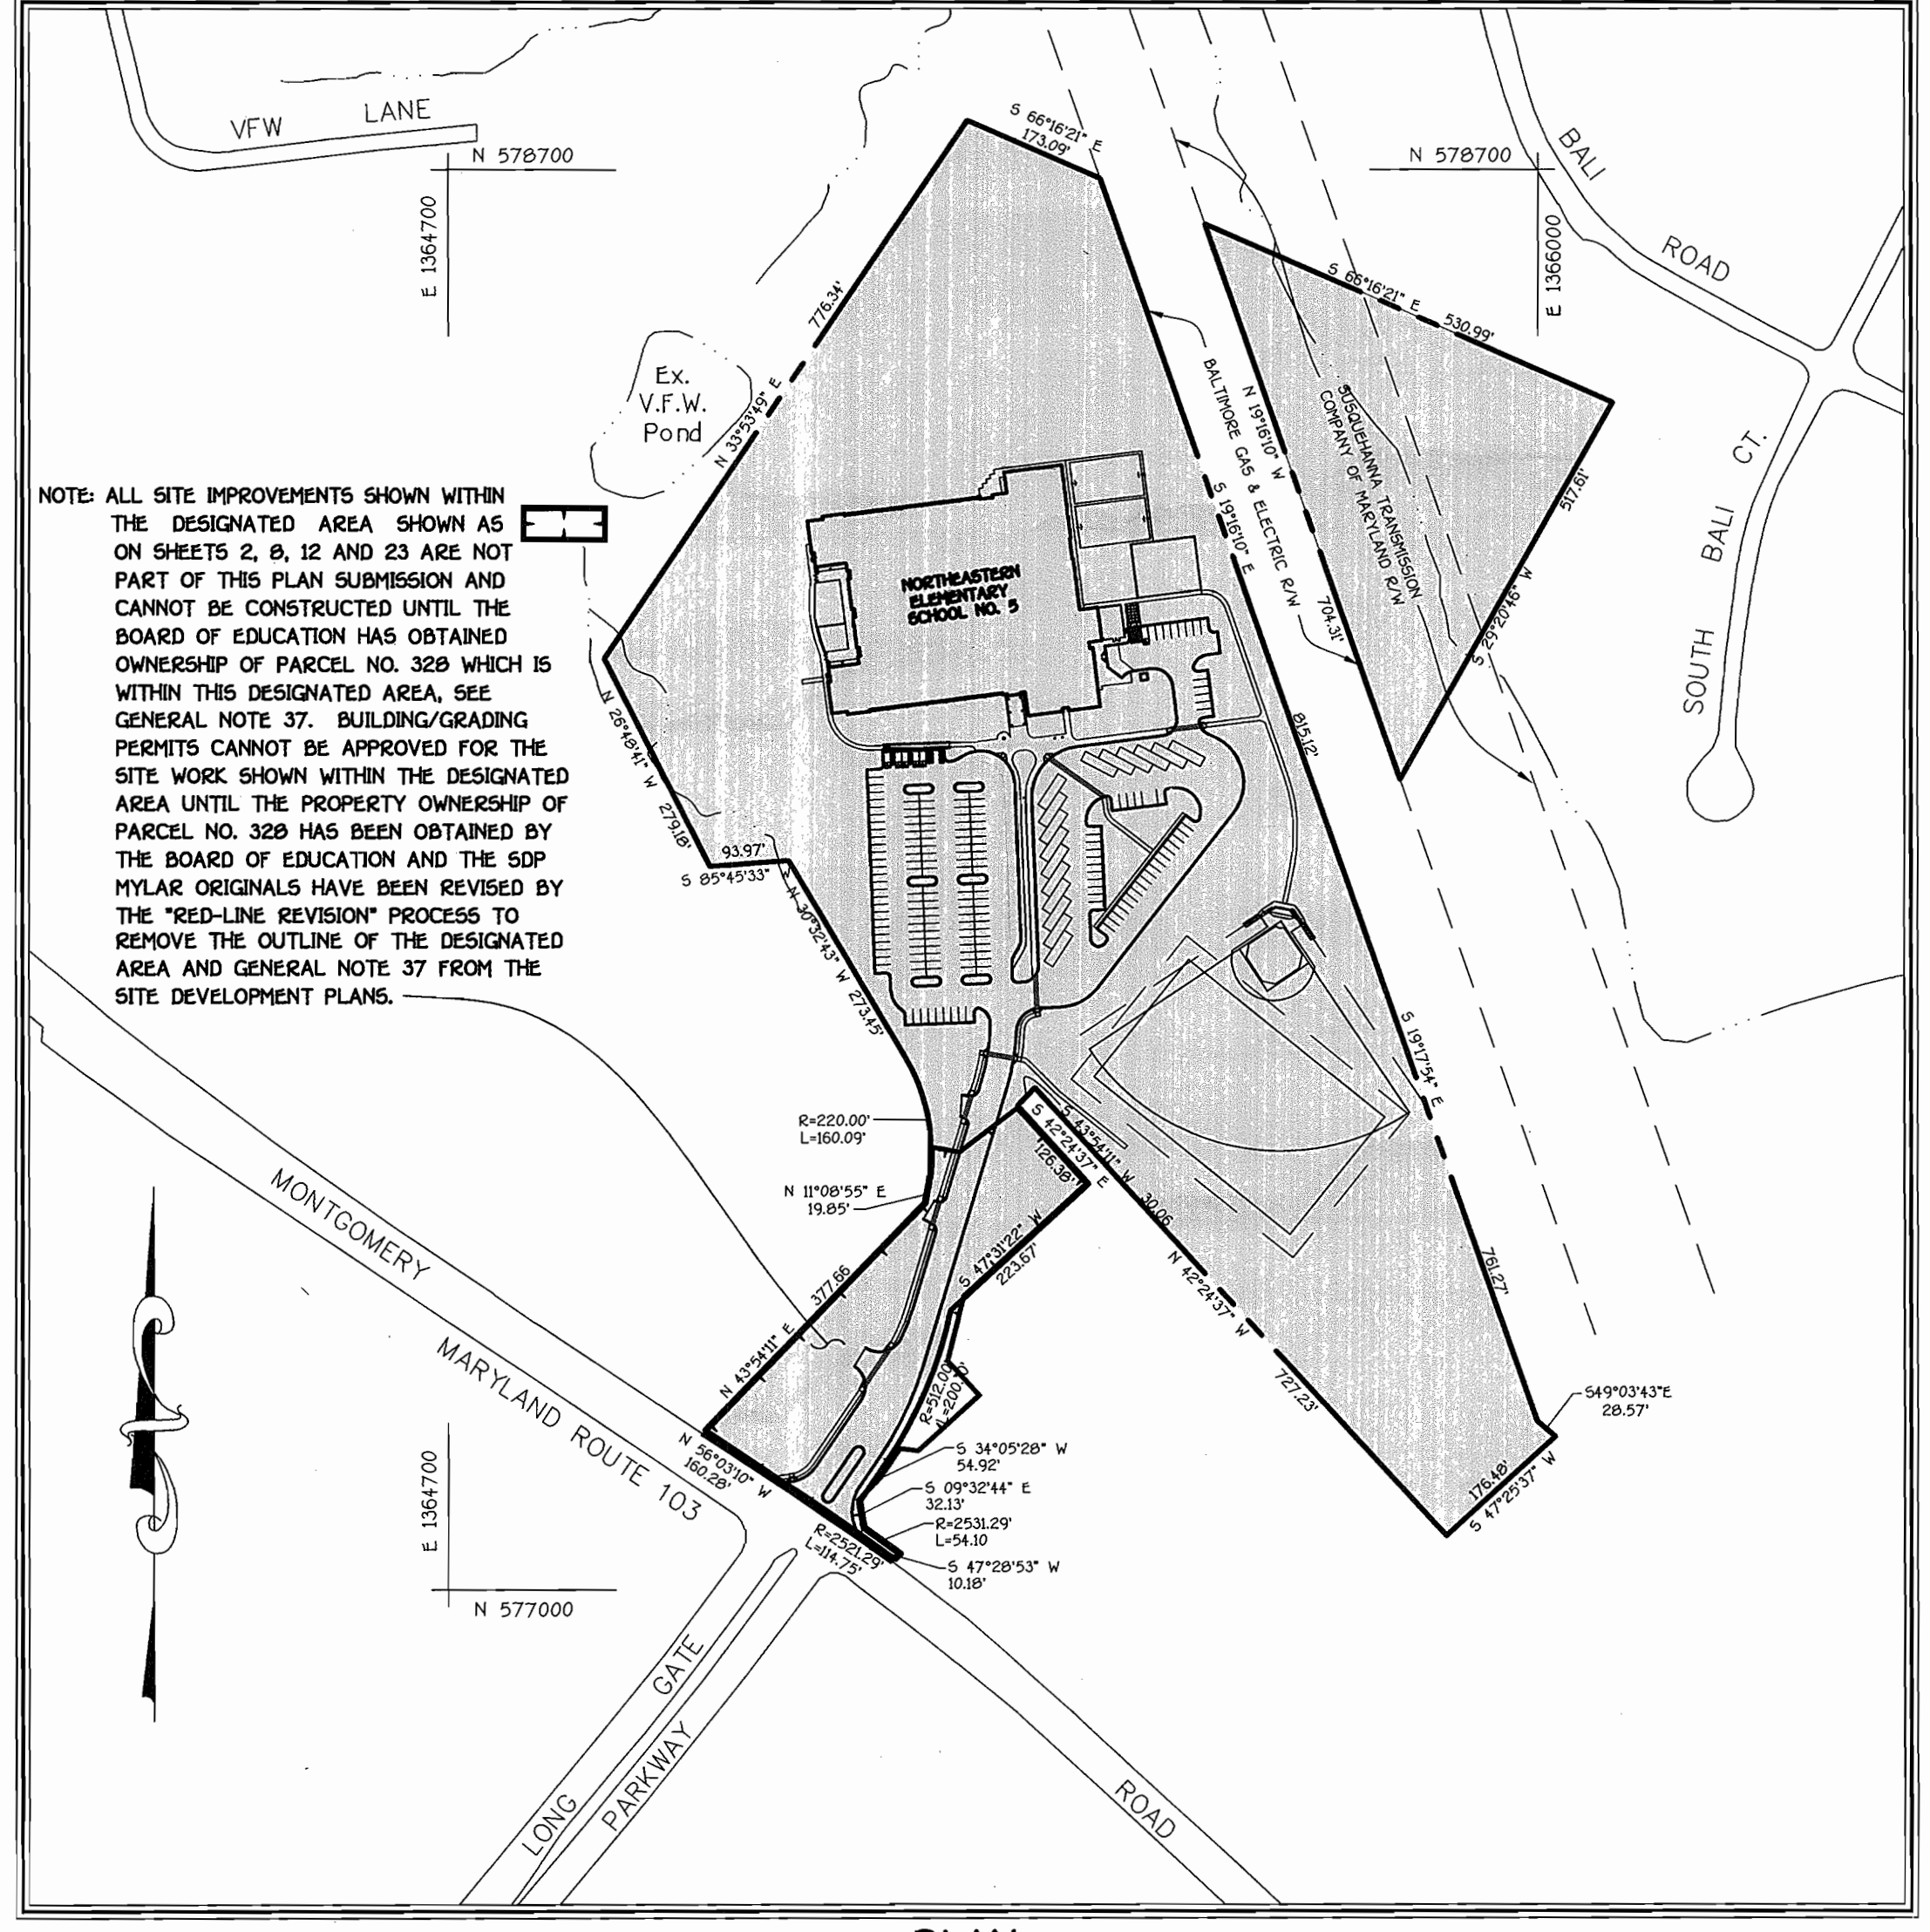 VFW LANE
N 578700
E 1364700
S 66°16'21" E
173.09'
N 578700
E 1366000
BALI
ROAD
776.34'
N 33°53'49" E
Ex.
V.F.W.
Pond
S 66°16'21" E 530.99'
BALTIMORE GAS & ELECTRIC R/W
N 19°16'10" W
704.31'
SUSQUEHANNA TRANSMISSION
COMPANY OF MARYLAND R/W
517.61'
S 29°20'46" W
SOUTH BALI CT.
NOTE: ALL SITE IMPROVEMENTS SHOWN WITHIN
THE DESIGNATED AREA SHOWN AS
ON SHEETS 2, 8, 12 AND 23 ARE NOT
PART OF THIS PLAN SUBMISSION AND
CANNOT BE CONSTRUCTED UNTIL THE
BOARD OF EDUCATION HAS OBTAINED
OWNERSHIP OF PARCEL NO. 328 WHICH IS
WITHIN THIS DESIGNATED AREA, SEE
GENERAL NOTE 37. BUILDING/GRADING
PERMITS CANNOT BE APPROVED FOR THE
SITE WORK SHOWN WITHIN THE DESIGNATED
AREA UNTIL THE PROPERTY OWNERSHIP OF
PARCEL NO. 328 HAS BEEN OBTAINED BY
THE BOARD OF EDUCATION AND THE SDP
MYLAR ORIGINALS HAVE BEEN REVISED BY
THE "RED-LINE REVISION" PROCESS TO
REMOVE THE OUTLINE OF THE DESIGNATED
AREA AND GENERAL NOTE 37 FROM THE
SITE DEVELOPMENT PLANS.
NORTHEASTERN
ELEMENTARY
SCHOOL NO. 5
S 19°16'10" E
815.12'
N 26°48'41" W 279.18'
93.97'
S 85°45'33" W
N 30°32'43" W 273.45'
S 19°17'54" E
761.27'
R=220.00'
L=160.09'
N 11°08'55" E
19.85'
S 43°54'11" W 30.06
S 42°24'37" E
126.38'
S 47°31'22" W
223.67'
N 42°24'37" W
727.23'
S49°03'43"E
28.57'
176.48'
S 47°25'37" W
377.66
N 43°54'11" E
R=512.00'
S 34°05'28" W
54.92'
S 09°32'44" E
32.13'
R=2531.29'
L=54.10
S 47°28'53" W
10.18'
N 56°03'10" W
160.28'
R=2521.29'
L=114.75'
MONTGOMERY
MARYLAND ROUTE 103
E 1364700
N 577000
LONG GATE
PARKWAY
ROAD